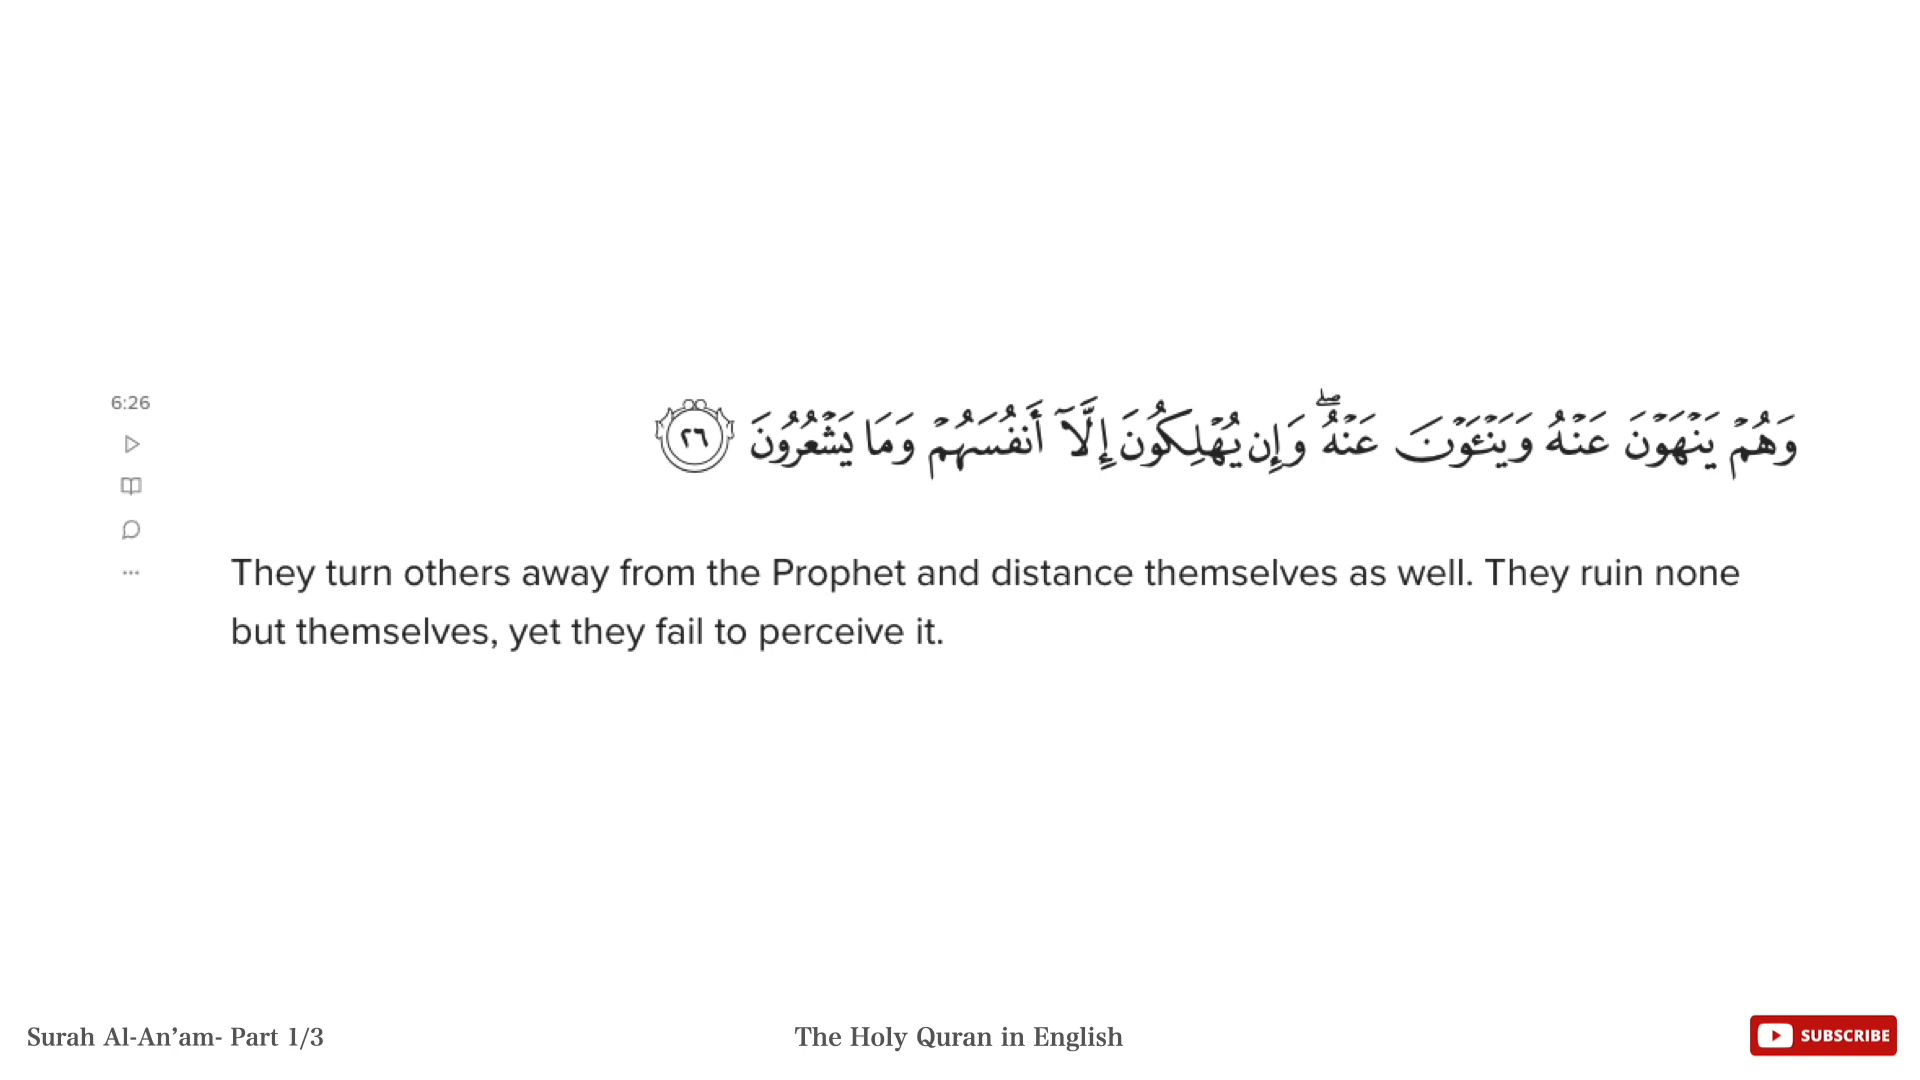 6:26
وَهُمۡ يَنۡهَوۡنَ عَنۡهُ وَيَنۡـَٔوۡنَ عَنۡهُۖ وَإِن يُهۡلِكُونَ إِلَّآ أَنفُسَهُمۡ وَمَا يَشۡعُرُونَ ٢٦
They turn others away from the Prophet and distance themselves as well. They ruin none
but themselves, yet they fail to perceive it.
Surah Al-An’am- Part 1/3
The Holy Quran in English
SUBSCRIBE